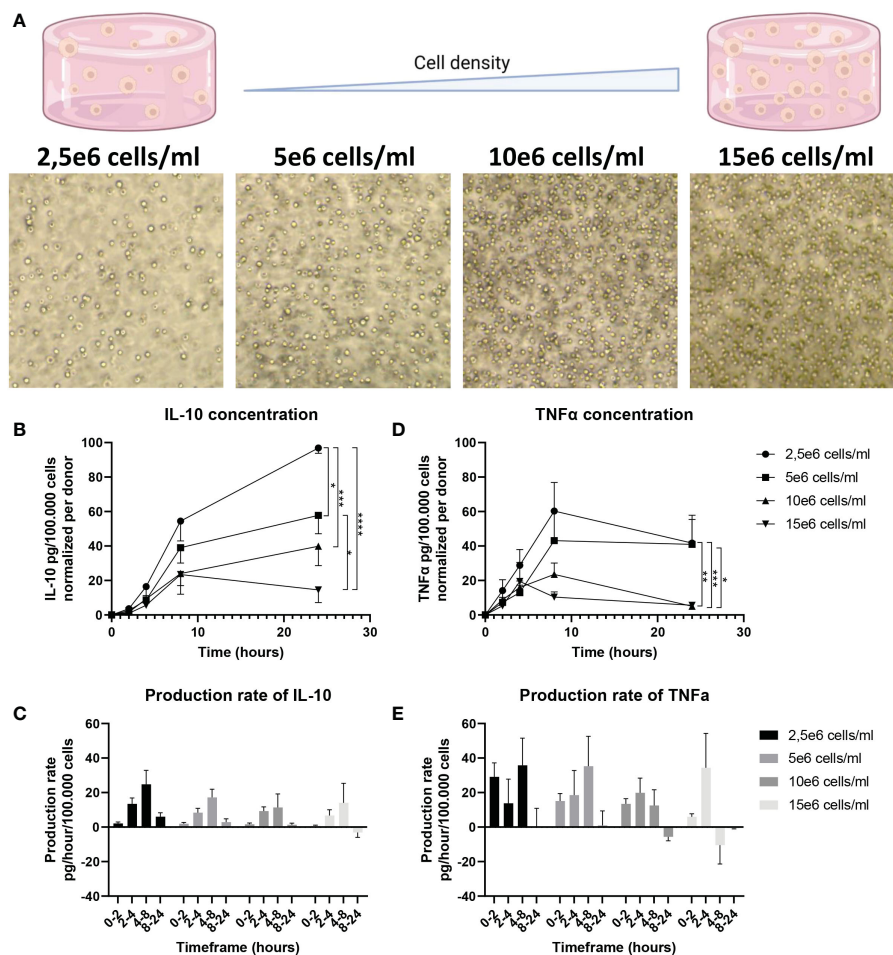 A
Cell density
2,5e6 cells/ml
5e6 cells/ml
10e6 cells/ml
15e6 cells/ml
B
IL-10 concentration
IL-10 pg/100.000 cells
normalized per donor
100
80
60
40
20
0
0
10
20
30
Time (hours)
*
***
****
*
D
TNFα concentration
TNFα pg/100.000 cells
normalized per donor
100
80
60
40
20
0
0
10
20
30
Time (hours)
**
***
*
2,5e6 cells/ml
5e6 cells/ml
10e6 cells/ml
15e6 cells/ml
C
Production rate of IL-10
Production rate
pg/hour/100.000 cells
60
40
20
0
-20
-40
0-2
2-4
4-8
8-24
0-2
2-4
4-8
8-24
0-2
2-4
4-8
8-24
0-2
2-4
4-8
8-24
Timeframe (hours)
E
Production rate of TNFa
Production rate
pg/hour/100.000 cells
60
40
20
0
-20
-40
0-2
2-4
4-8
8-24
0-2
2-4
4-8
8-24
0-2
2-4
4-8
8-24
0-2
2-4
4-8
8-24
Timeframe (hours)
2,5e6 cells/ml
5e6 cells/ml
10e6 cells/ml
15e6 cells/ml